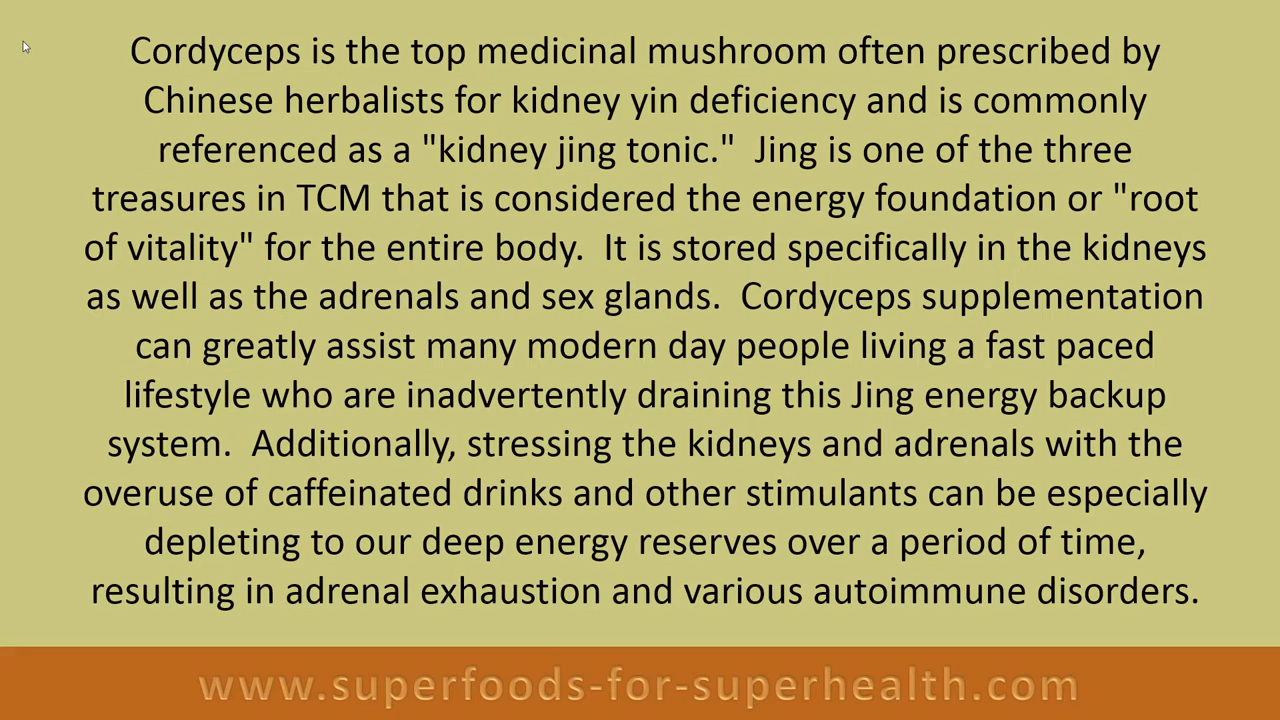 Cordyceps is the top medicinal mushroom often prescribed by
Chinese herbalists for kidney yin deficiency and is commonly
referenced as a "kidney jing tonic."  Jing is one of the three
treasures in TCM that is considered the energy foundation or "root
of vitality" for the entire body.  It is stored specifically in the kidneys
as well as the adrenals and sex glands.  Cordyceps supplementation
can greatly assist many modern day people living a fast paced
lifestyle who are inadvertently draining this Jing energy backup
system.  Additionally, stressing the kidneys and adrenals with the
overuse of caffeinated drinks and other stimulants can be especially
depleting to our deep energy reserves over a period of time,
resulting in adrenal exhaustion and various autoimmune disorders.
www.superfoods-for-superhealth.com